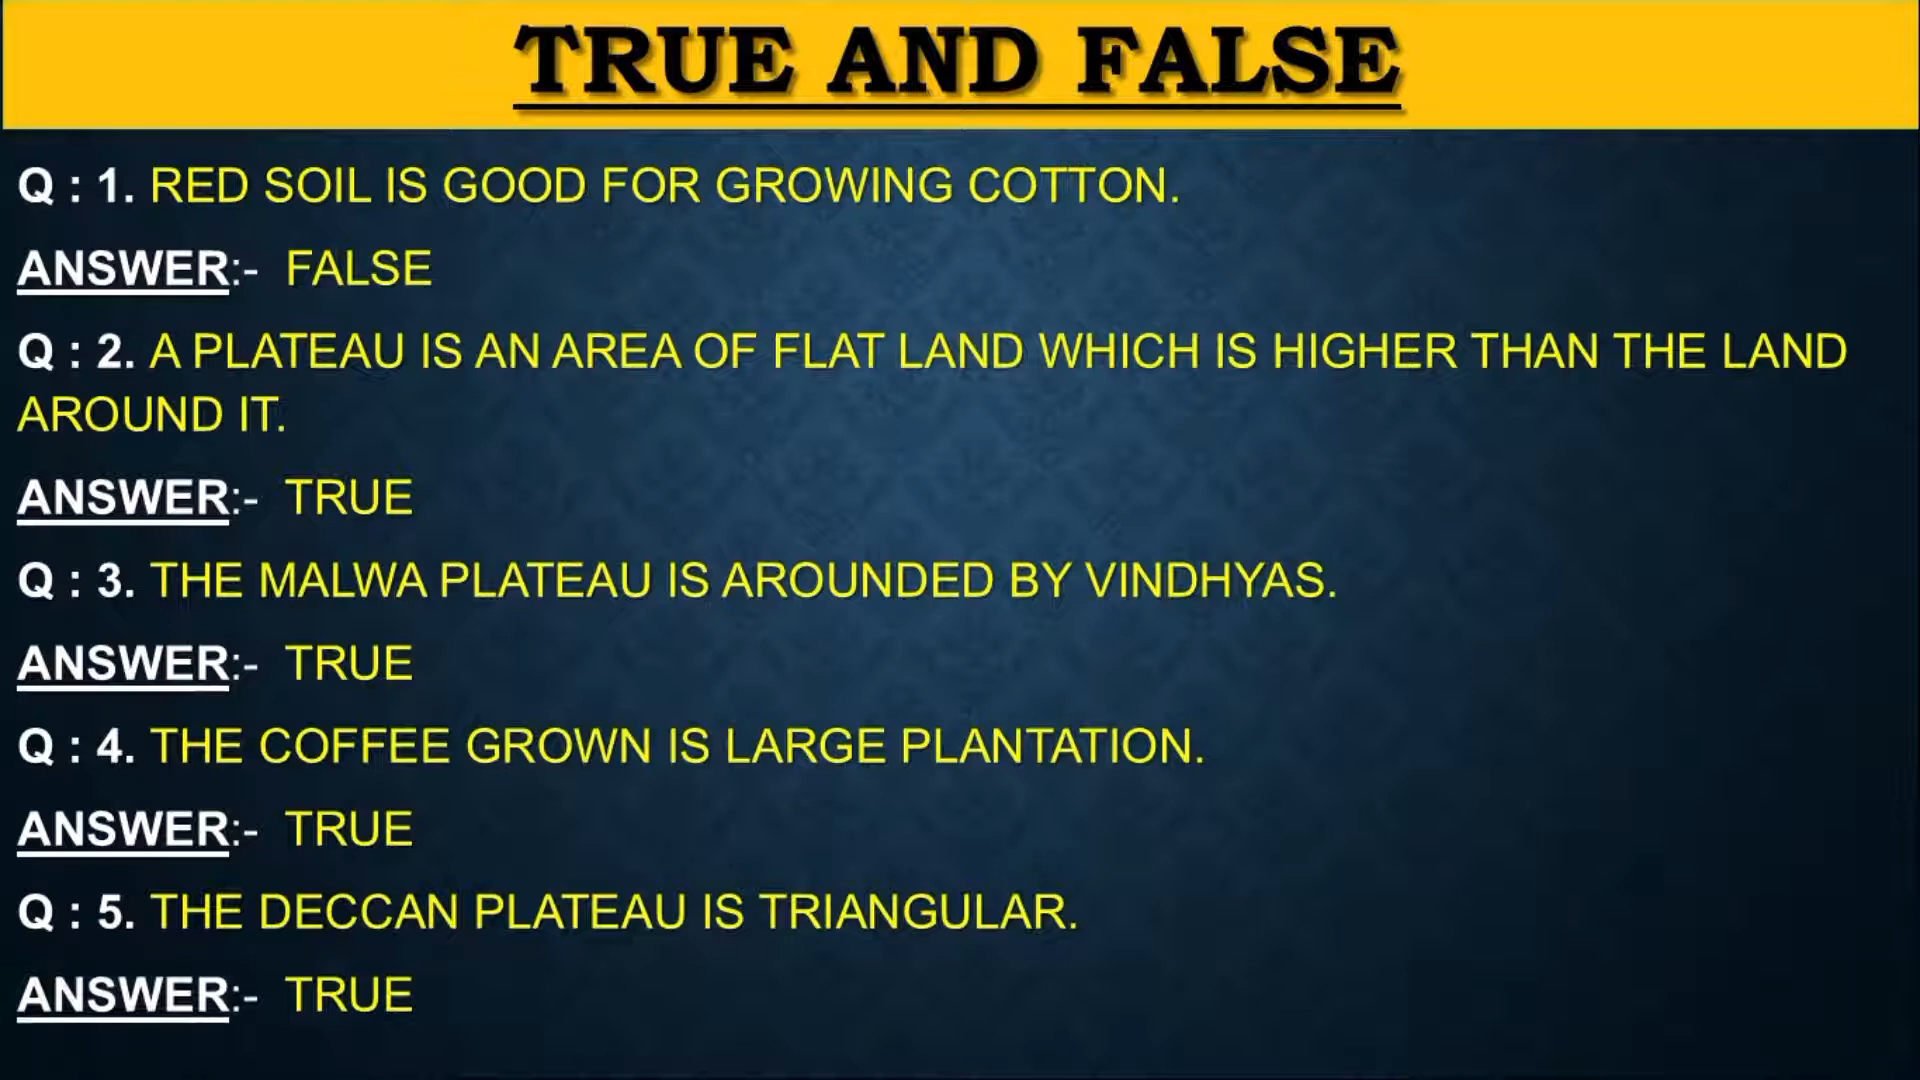 TRUE AND FALSE
Q : 1. RED SOIL IS GOOD FOR GROWING COTTON.
ANSWER:- FALSE
Q : 2. A PLATEAU IS AN AREA OF FLAT LAND WHICH IS HIGHER THAN THE LAND
AROUND IT.
ANSWER:- TRUE
Q : 3. THE MALWA PLATEAU IS AROUNDED BY VINDHYAS.
ANSWER:- TRUE
Q : 4. THE COFFEE GROWN IS LARGE PLANTATION.
ANSWER:- TRUE
Q : 5. THE DECCAN PLATEAU IS TRIANGULAR.
ANSWER:- TRUE